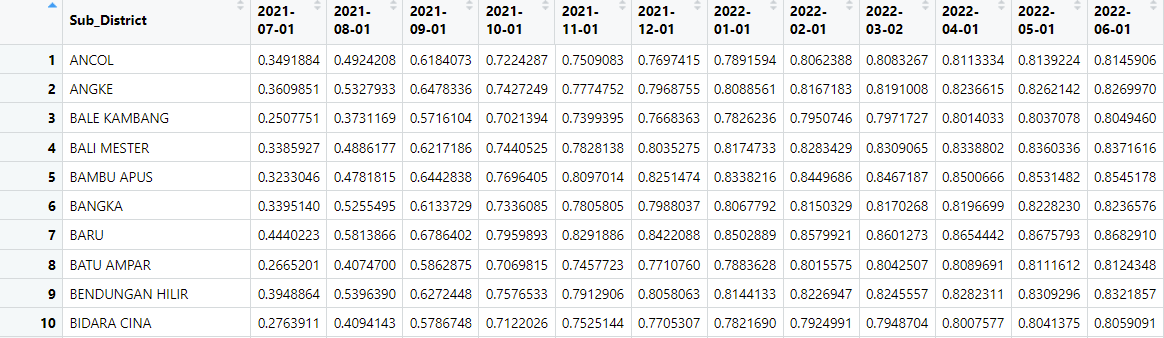 Sub_District 2021-07-01 2021-08-01 2021-09-01 2021-10-01 2021-11-01 2021-12-01 2022-01-01 2022-02-01 2022-03-02 2022-04-01 2022-05-01 2022-06-01
1 ANCOL 0.3491884 0.4924208 0.6184073 0.7224287 0.7509083 0.7697415 0.7891594 0.8062388 0.8083267 0.8113334 0.8139224 0.8145906
2 ANGKE 0.3609851 0.5327933 0.6478336 0.7427249 0.7774752 0.7968755 0.8088561 0.8167183 0.8191008 0.8236615 0.8262142 0.8269970
3 BALE KAMBANG 0.2507751 0.3731169 0.5716104 0.7021394 0.7399395 0.7668363 0.7826236 0.7950746 0.7971727 0.8014033 0.8037078 0.8049460
4 BALI MESTER 0.3385927 0.4886177 0.6217186 0.7440525 0.7828138 0.8035275 0.8174733 0.8283429 0.8309065 0.8338802 0.8360336 0.8371616
5 BAMBU APUS 0.3233046 0.4781815 0.6442838 0.7696405 0.8097014 0.8251474 0.8338216 0.8449686 0.8467187 0.8500666 0.8531482 0.8545178
6 BANGKA 0.3395140 0.5255495 0.6133729 0.7336085 0.7805805 0.7988037 0.8067792 0.8150329 0.8170268 0.8196699 0.8228230 0.8236576
7 BARU 0.4440223 0.5813866 0.6786402 0.7959893 0.8291886 0.8422088 0.8502889 0.8579921 0.8601273 0.8654442 0.8675793 0.8682910
8 BATU AMPAR 0.2665201 0.4074700 0.5862875 0.7069815 0.7457723 0.7710760 0.7883628 0.8015575 0.8042507 0.8089691 0.8111612 0.8124348
9 BENDUNGAN HILIR 0.3948864 0.5396390 0.6272448 0.7576533 0.7912906 0.8058063 0.8144133 0.8226947 0.8245557 0.8282311 0.8309296 0.8321857
10 BIDARA CINA 0.2763911 0.4094143 0.5786748 0.7122026 0.7525144 0.7705307 0.7821690 0.7924991 0.7948704 0.8007577 0.8041375 0.8059091